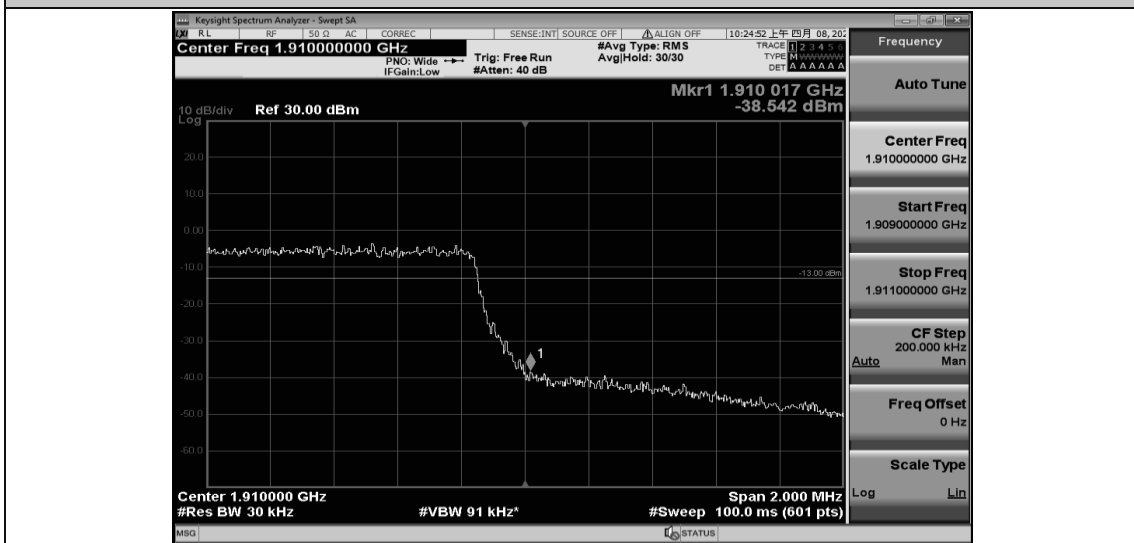 Keysight Spectrum Analyzer - Swept SA
LXI RL RF 50 Ω AC CORREC SENSE:INT SOURCE OFF ALIGN OFF 10:24:52 上午 四月 08, 202
Center Freq 1.910000000 GHz
PNO: Wide
IFGain:Low
Trig: Free Run
#Atten: 40 dB
#Avg Type: RMS
Avg|Hold: 30/30
TRACE 1 2 3 4 5 6
TYPE M WWWWW
DET A A A A A A
Mkr1 1.910 017 GHz
-38.542 dBm
10 dB/div Ref 30.00 dBm
Log
20.0
10.0
0.00
-10.0
-13.00 dBm
-20.0
-30.0
1
-40.0
-50.0
-60.0
Center 1.910000 GHz Span 2.000 MHz
#Res BW 30 kHz #VBW 91 kHz* #Sweep 100.0 ms (601 pts)
MSG STATUS
Frequency
Auto Tune
Center Freq
1.910000000 GHz
Start Freq
1.909000000 GHz
Stop Freq
1.911000000 GHz
CF Step
200.000 kHz
Auto Man
Freq Offset
0 Hz
Scale Type
Log Lin